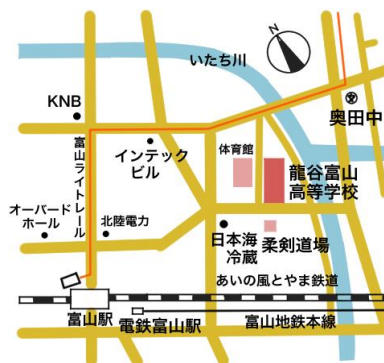 N
いたち川
KNB
奥田中
富山ライトレール
インテック
ビル
体育館
龍谷富山
高等学校
オーバード
ホール
北陸電力
日本海
冷蔵
柔剣道場
あいの風とやま鉄道
富山駅
電鉄富山駅
富山地鉄本線